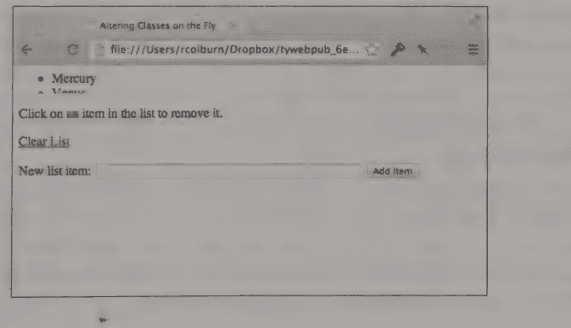 Altering Classes on the Fly
file:///Users/rcolburn/Dropbox/tywebpub_6e...
Mercury
Venus
Click on an item in the list to remove it.
Clear List
New list item:
Add item